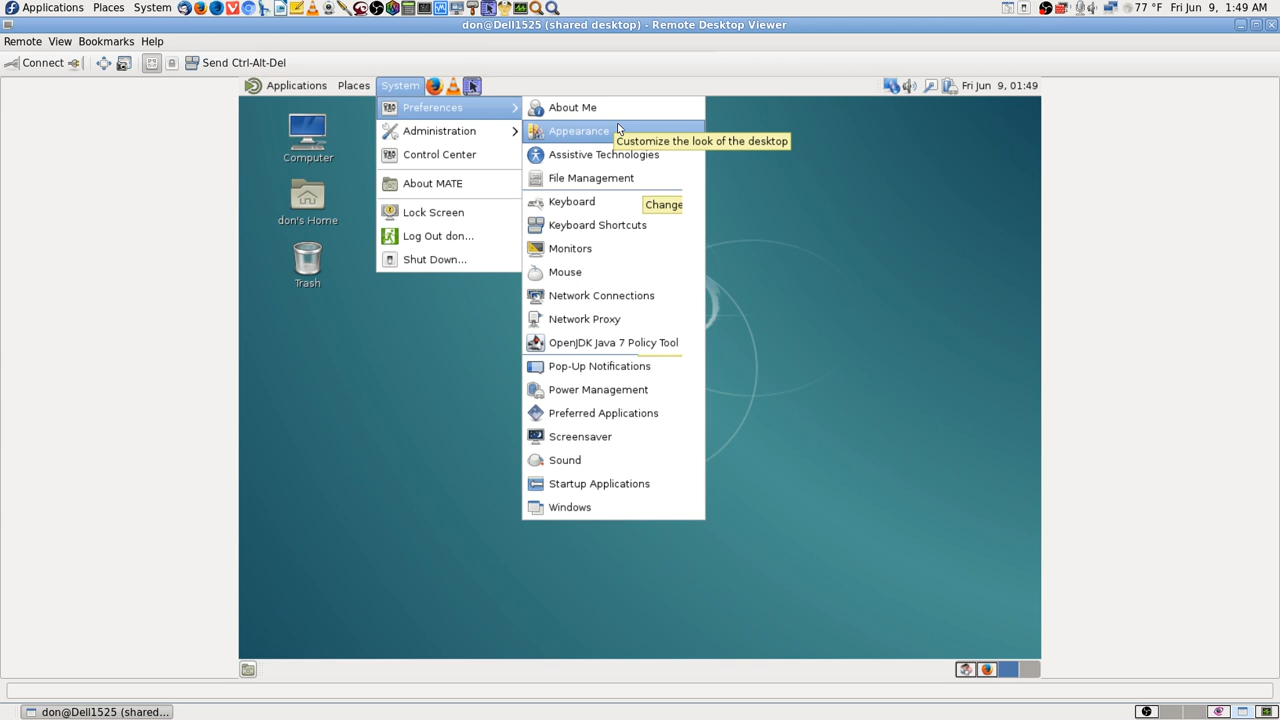 Applications Places System
77 °F Fri Jun 9, 1:49 AM
don@Dell1525 (shared desktop) - Remote Desktop Viewer
Remote View Bookmarks Help
Connect Send Ctrl-Alt-Del
Applications Places System
Fri Jun 9, 01:49
Computer
don's Home
Trash
Preferences
Administration
Control Center
About MATE
Lock Screen
Log Out don...
Shut Down...
About Me
Appearance
Customize the look of the desktop
Assistive Technologies
File Management
Keyboard
Change
Keyboard Shortcuts
Monitors
Mouse
Network Connections
Network Proxy
OpenJDK Java 7 Policy Tool
Pop-Up Notifications
Power Management
Preferred Applications
Screensaver
Sound
Startup Applications
Windows
don@Dell1525 (shared...